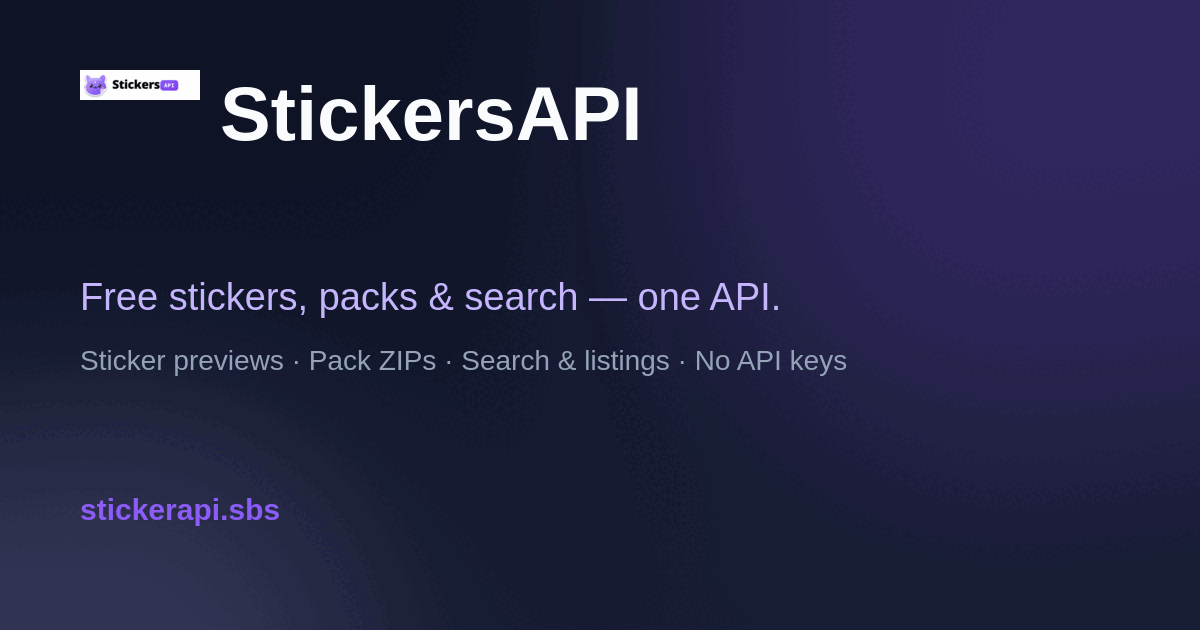 Stickers API
StickersAPI
Free stickers, packs & search — one API.
Sticker previews · Pack ZIPs · Search & listings · No API keys
stickerapi.sbs